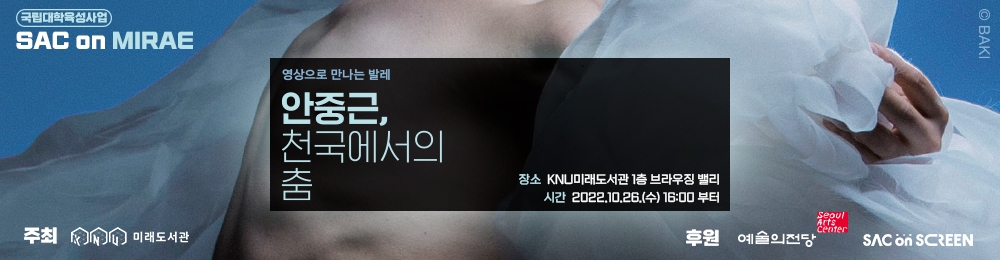 국립대학육성사업
SAC on MIRAE
© BAKI
영상으로 만나는 발레
안중근,
천국에서의
춤
장소 KNU미래도서관 1층 브라우징 밸리
시간 2022.10.26.(수) 16:00 부터
주최 KNU 미래도서관
후원 예술의전당 Seoul Arts Center SAC on SCREEN